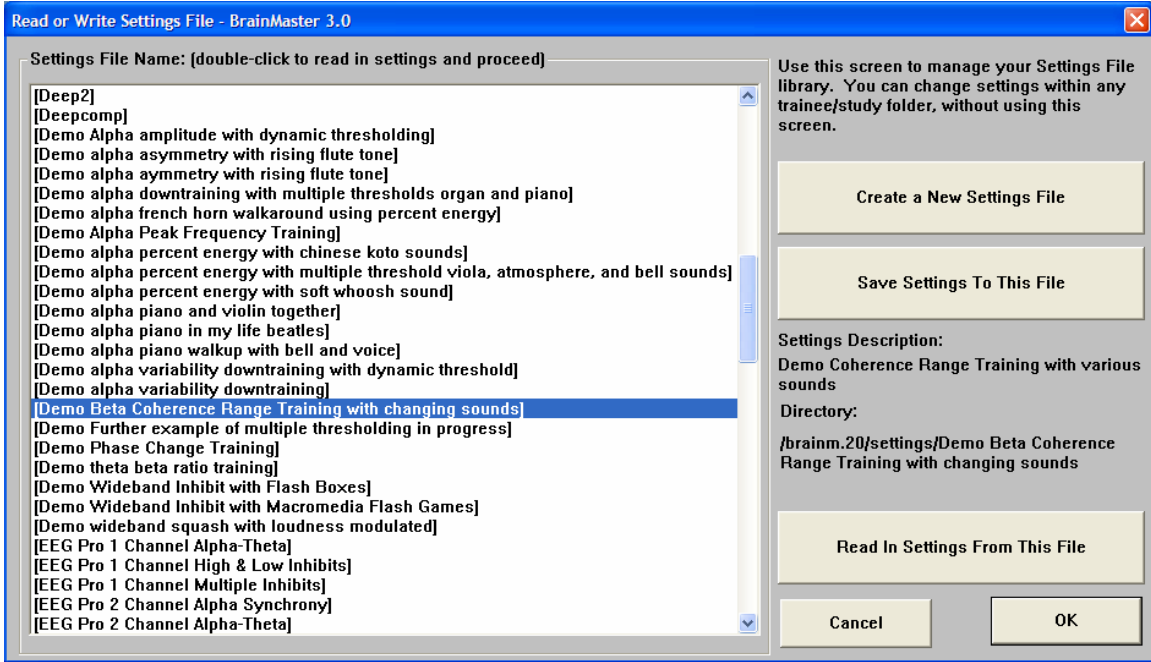 Read or Write Settings File - BrainMaster 3.0
Settings File Name: (double-click to read in settings and proceed)
[Deep2]
[Deepcomp]
[Demo Alpha amplitude with dynamic thresholding]
[Demo alpha asymmetry with rising flute tone]
[Demo alpha aymmetry with rising flute tone]
[Demo alpha downtraining with multiple thresholds organ and piano]
[Demo alpha french horn walkaround using percent energy]
[Demo Alpha Peak Frequency Training]
[Demo alpha percent energy with chinese koto sounds]
[Demo alpha percent energy with multiple threshold viola, atmosphere, and bell sounds]
[Demo alpha percent energy with soft whoosh sound]
[Demo alpha piano and violin together]
[Demo alpha piano in my life beatles]
[Demo alpha piano walkup with bell and voice]
[Demo alpha variability downtraining with dynamic threshold]
[Demo alpha variability downtraining]
[Demo Beta Coherence Range Training with changing sounds]
[Demo Further example of multiple thresholding in progress]
[Demo Phase Change Training]
[Demo theta beta ratio training]
[Demo Wideband Inhibit with Flash Boxes]
[Demo Wideband Inhibit with Macromedia Flash Games]
[Demo wideband squash with loudness modulated]
[EEG Pro 1 Channel Alpha-Theta]
[EEG Pro 1 Channel High & Low Inhibits]
[EEG Pro 1 Channel Multiple Inhibits]
[EEG Pro 2 Channel Alpha Synchrony]
[EEG Pro 2 Channel Alpha-Theta]
Use this screen to manage your Settings File
library. You can change settings within any
trainee/study folder, without using this
screen.
Create a New Settings File
Save Settings To This File
Settings Description:
Demo Coherence Range Training with various
sounds
Directory:
/brainm.20/settings/Demo Beta Coherence
Range Training with changing sounds
Read In Settings From This File
Cancel
OK